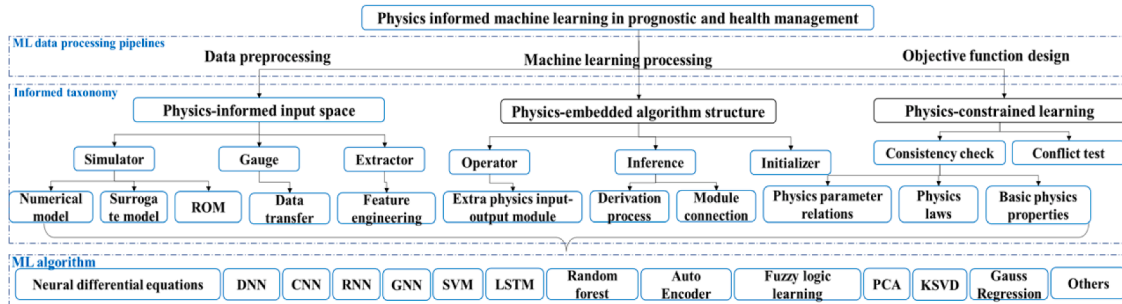 Physics informed machine learning in prognostic and health management
ML data processing pipelines
Data preprocessing
Machine learning processing
Objective function design
Informed taxonomy
Physics-informed input space
Physics-embedded algorithm structure
Physics-constrained learning
Simulator
Gauge
Extractor
Operator
Inference
Initializer
Consistency check
Conflict test
Numerical
model
Surroga
te model
ROM
Data
transfer
Feature
engineering
Extra physics input-
output module
Derivation
process
Module
connection
Physics parameter
relations
Physics
laws
Basic physics
properties
ML algorithm
Neural differential equations
DNN
CNN
RNN
GNN
SVM
LSTM
Random
forest
Auto
Encoder
Fuzzy logic
learning
PCA
KSVD
Gauss
Regression
Others